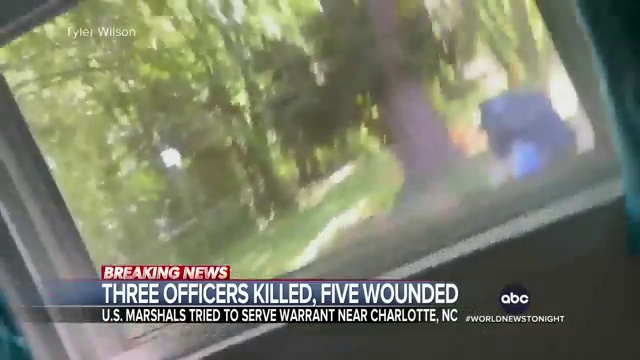 Tyler Wilson
BREAKING NEWS
THREE OFFICERS KILLED, FIVE WOUNDED
abc
U.S. MARSHALS TRIED TO SERVE WARRANT NEAR CHARLOTTE, NC
#WORLDNEWSTONIGHT